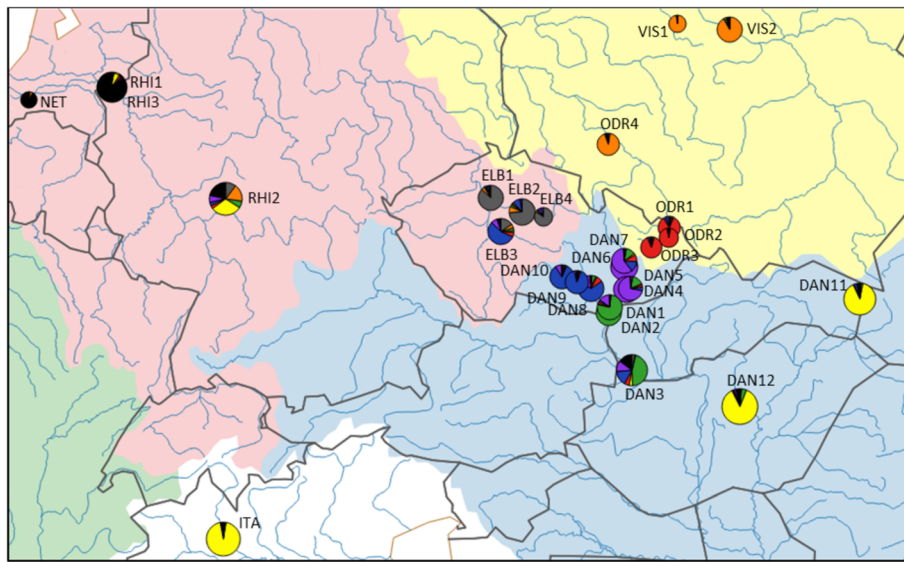 VIS1
VIS2
RHI1
RHI3
NET
ODR4
ELB1
ELB2
ELB4
RHI2
ELB3
ODR1
ODR2
ODR3
DAN7
DAN6
DAN10
DAN5
DAN4
DAN9
DAN8
DAN1
DAN2
DAN11
DAN3
DAN12
ITA